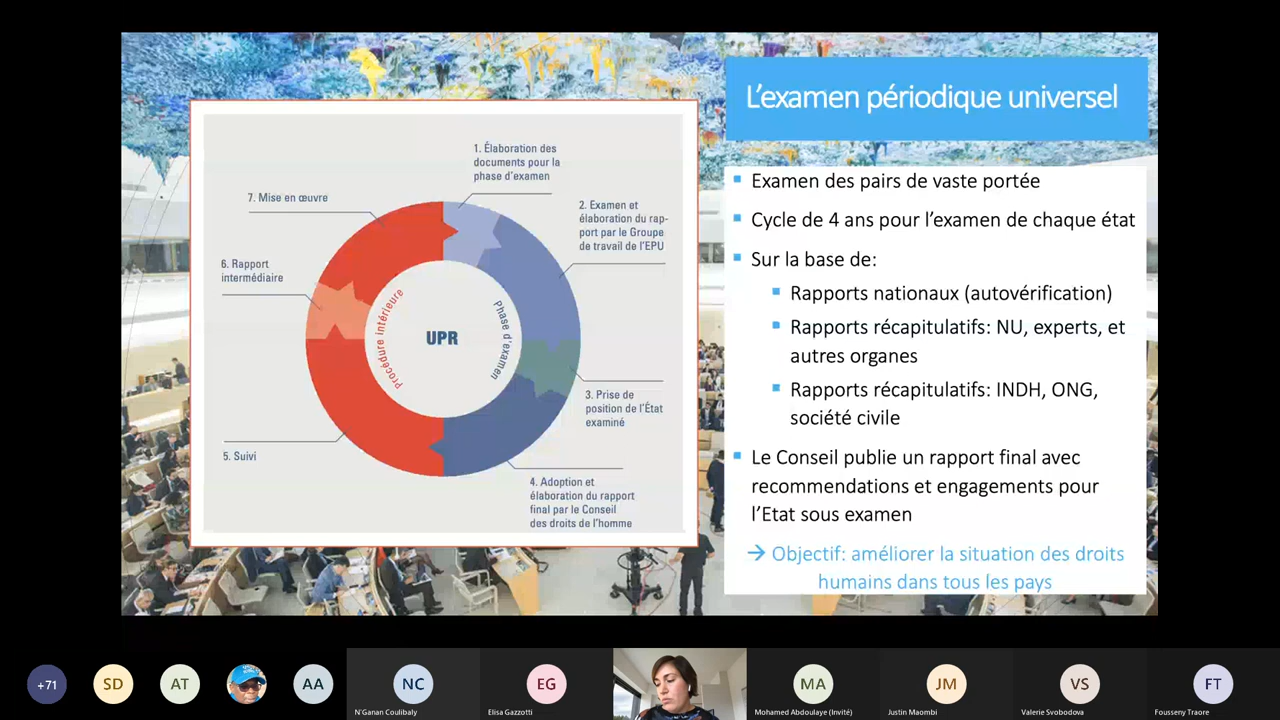 L'examen périodique universel
1. Élaboration des
documents pour la
phase d'examen
2. Examen et
élaboration du rap-
port par le Groupe
de travail de l'EPU
3. Prise de
position de l'État
examiné
4. Adoption et
élaboration du rapport
final par le Conseil
des droits de l'homme
5. Suivi
6. Rapport
intermédiaire
7. Mise en œuvre
Procédure intérieure
UPR
Phase d'examen
Examen des pairs de vaste portée
Cycle de 4 ans pour l'examen de chaque état
Sur la base de:
Rapports nationaux (autovérification)
Rapports récapitulatifs: NU, experts, et
autres organes
Rapports récapitulatifs: INDH, ONG,
société civile
Le Conseil publie un rapport final avec
recommendations et engagements pour
l'Etat sous examen
→ Objectif: améliorer la situation des droits
humains dans tous les pays
+71
SD
AT
AA
NC
N'Ganan Coulibaly
EG
Elisa Gazzotti
MA
Mohamed Abdoulaye (Invité)
JM
Justin Maombi
VS
Valerie Svobodova
FT
Fousseny Traore